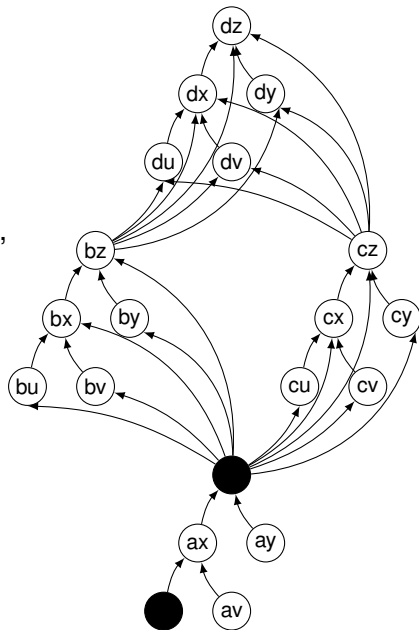 dz
dx dy
du dv
,
bz cz
bx by cx cy
bu bv cu cv
ax ay
av